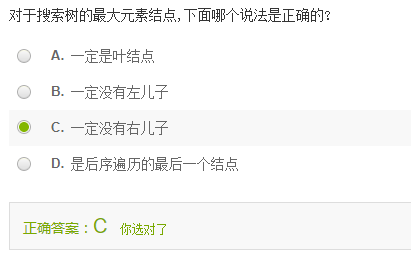 对于搜索树的最大元素结点,下面哪个说法是正确的?
A. 一定是叶结点
B. 一定没有左儿子
C. 一定没有右儿子
D. 是后序遍历的最后一个结点
正确答案：C 你选对了